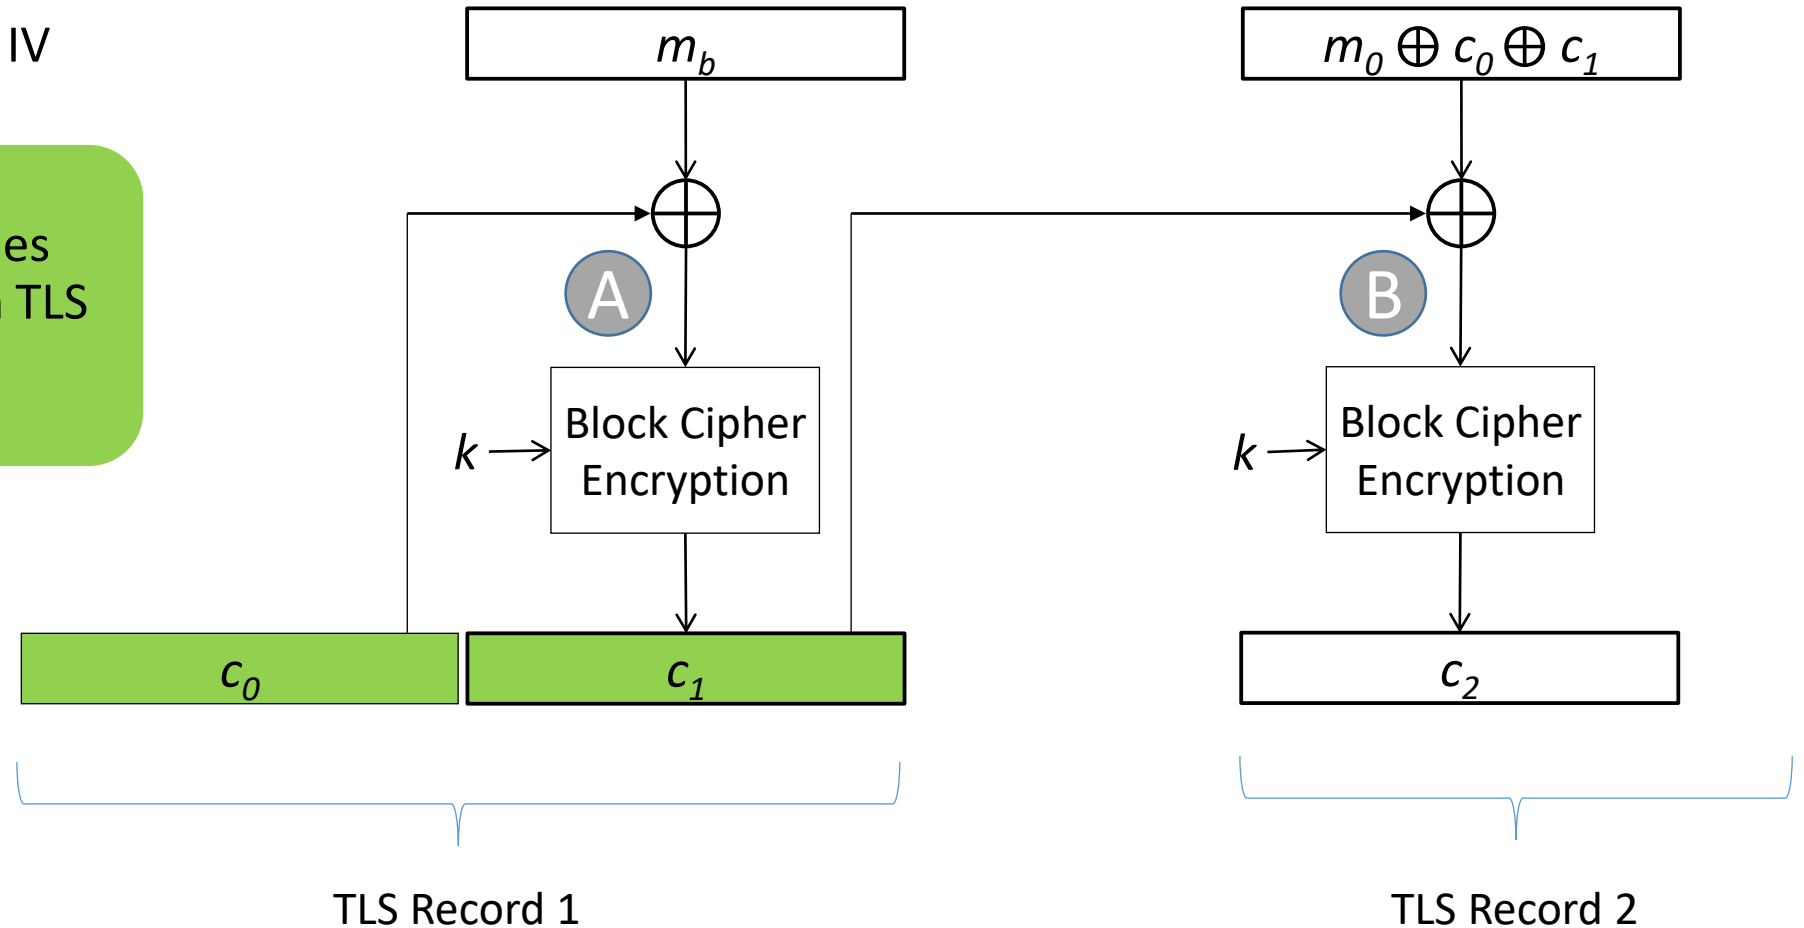 IV
m_b
m_0 ⊕ c_0 ⊕ c_1
es
TLS
A
B
k
Block Cipher
Encryption
k
Block Cipher
Encryption
c_0
c_1
c_2
TLS Record 1
TLS Record 2